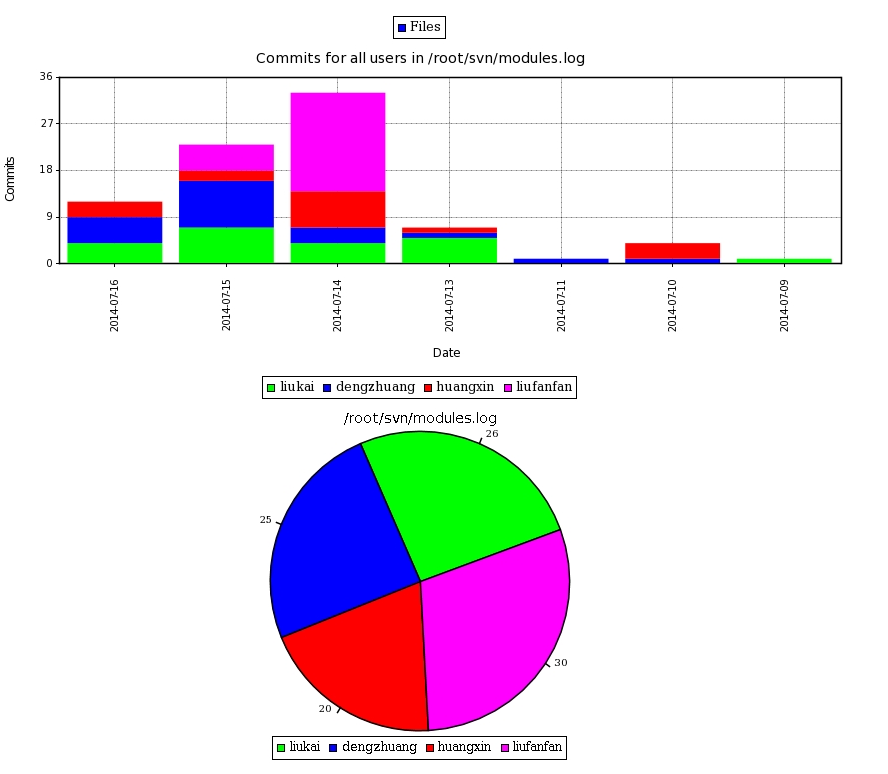 Files
Commits for all users in /root/svn/modules.log
36
27
18
9
0
Commits
2014-07-16 2014-07-15 2014-07-14 2014-07-13 2014-07-11 2014-07-10 2014-07-09
Date
liukai dengzhuang huangxin liufanfan
/root/svn/modules.log
26
25
30
20
liukai dengzhuang huangxin liufanfan